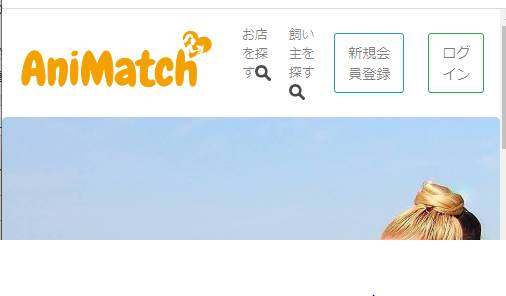 AniMatch
お店
を探
す
飼い
主を
探す
新規会
員登録
ログ
イン